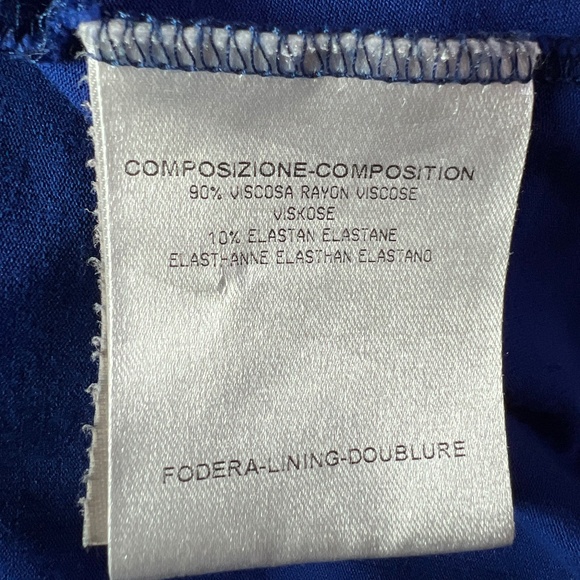 COMPOSIZIONE-COMPOSITION
90% VISCOSA RAYON VISCOSE
VISKOSE
10% ELASTAN ELASTANE
ELASTHANNE ELASTHAN ELASTANO
FODERA-LINING-DOUBLURE